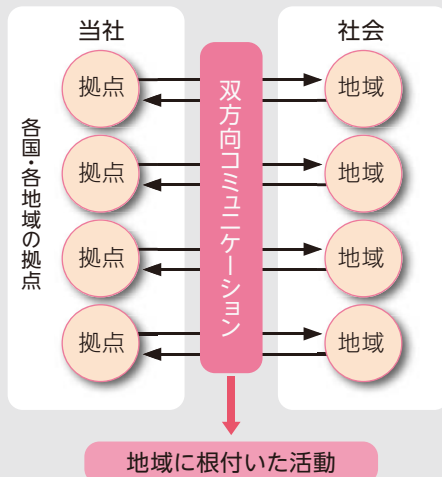 当社
社会
各国・各地域の拠点
拠点
拠点
拠点
拠点
双方向コミュニケーション
地域
地域
地域
地域
地域に根付いた活動